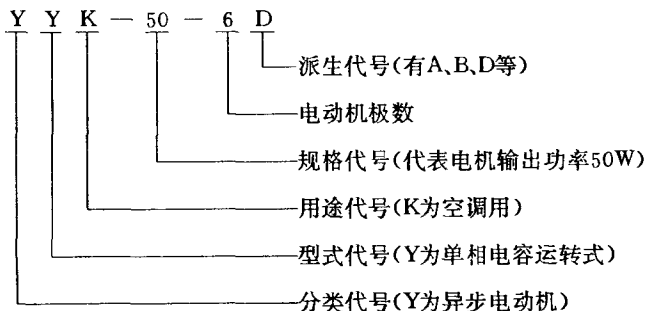 Y Y K — 50 - 6 D
派生代号(有A、B、D等)
电动机极数
规格代号(代表电机输出功率50W)
用途代号(K为空调用)
型式代号(Y为单相电容运转式)
分类代号(Y为异步电动机)